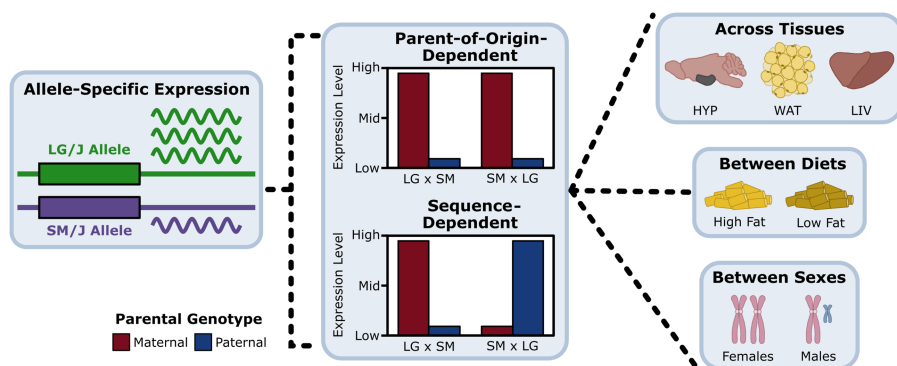 Allele-Specific Expression
LG/J Allele
SM/J Allele
Parental Genotype
Maternal
Paternal
Parent-of-Origin-
Dependent
Expression Level
High
Mid
Low
LG x SM
SM x LG
Sequence-
Dependent
Expression Level
High
Mid
Low
LG x SM
SM x LG
Across Tissues
HYP
WAT
LIV
Between Diets
High Fat
Low Fat
Between Sexes
Females
Males